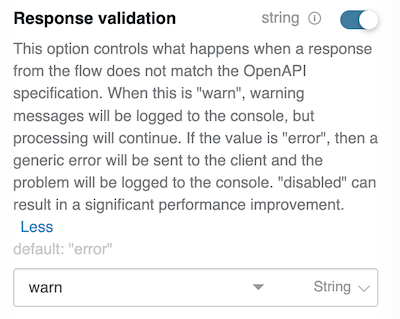 Response validation string
This option controls what happens when a response
from the flow does not match the OpenAPI
specification. When this is "warn", warning
messages will be logged to the console, but
processing will continue. If the value is "error", then a
generic error will be sent to the client and the
problem will be logged to the console. "disabled" can
result in a significant performance improvement.
Less
default: "error"
warn String